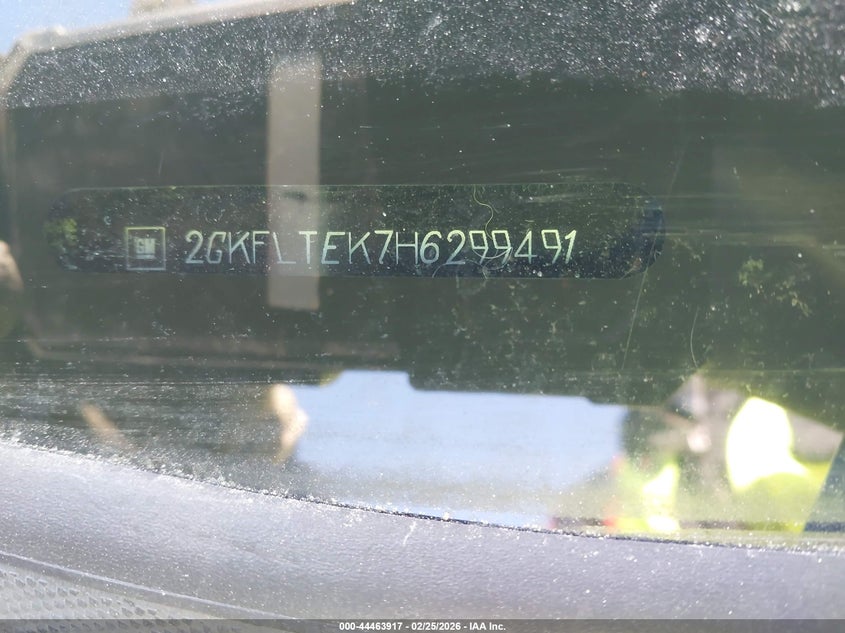 GM 2GKFLTEK7H6299491
000-44463917 - 02/25/2026 - IAA Inc.